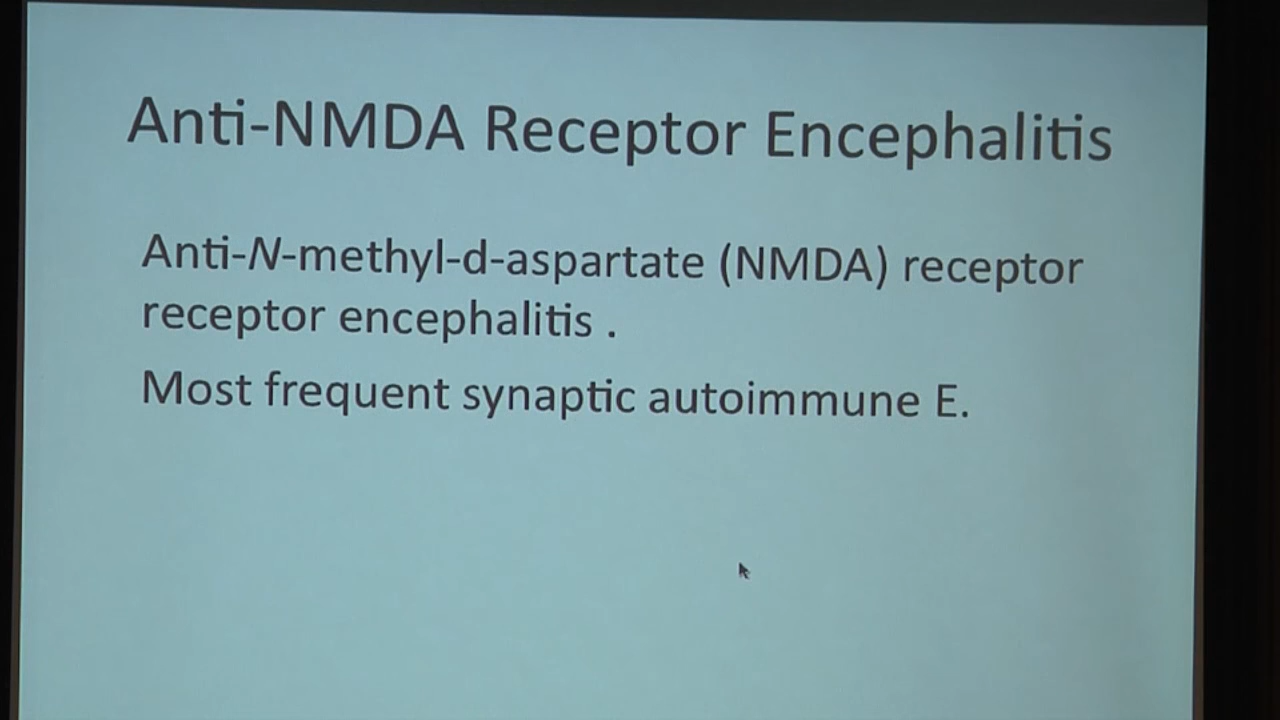 Anti-NMDA Receptor Encephalitis
Anti-N-methyl-d-aspartate (NMDA) receptor
receptor encephalitis .
Most frequent synaptic autoimmune E.